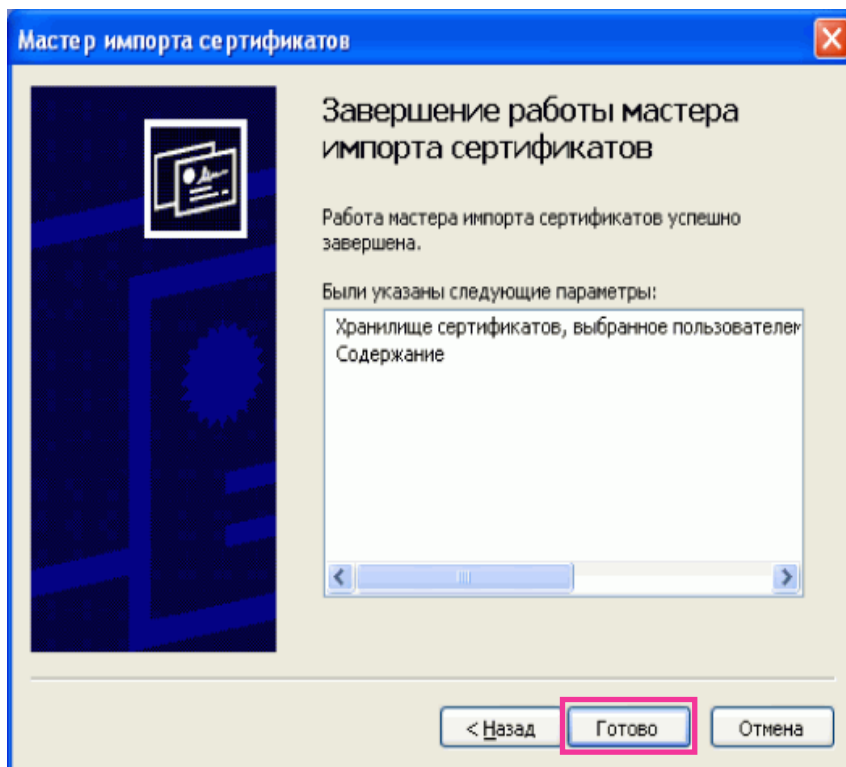 Мастер импорта сертификатов
Завершение работы мастера
импорта сертификатов
Работа мастера импорта сертификатов успешно
завершена.
Были указаны следующие параметры:
Хранилище сертификатов, выбранное пользователем
Содержание
< Назад Готово Отмена